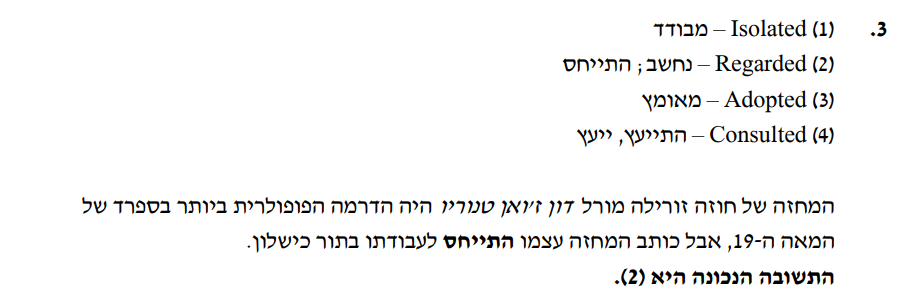 3. (1) Isolated – מבודד
(2) Regarded – נחשב; התייחס
(3) Adopted – מאומץ
(4) Consulted – התייעץ, ייעץ
המחזה של חוזה זורילה מורל דון ז'ואן טנוריו היה הדרמה הפופולרית ביותר בספרד של
המאה ה-19, אבל כותב המחזה עצמו התייחס לעבודתו בתור כישלון.
התשובה הנכונה היא (2).